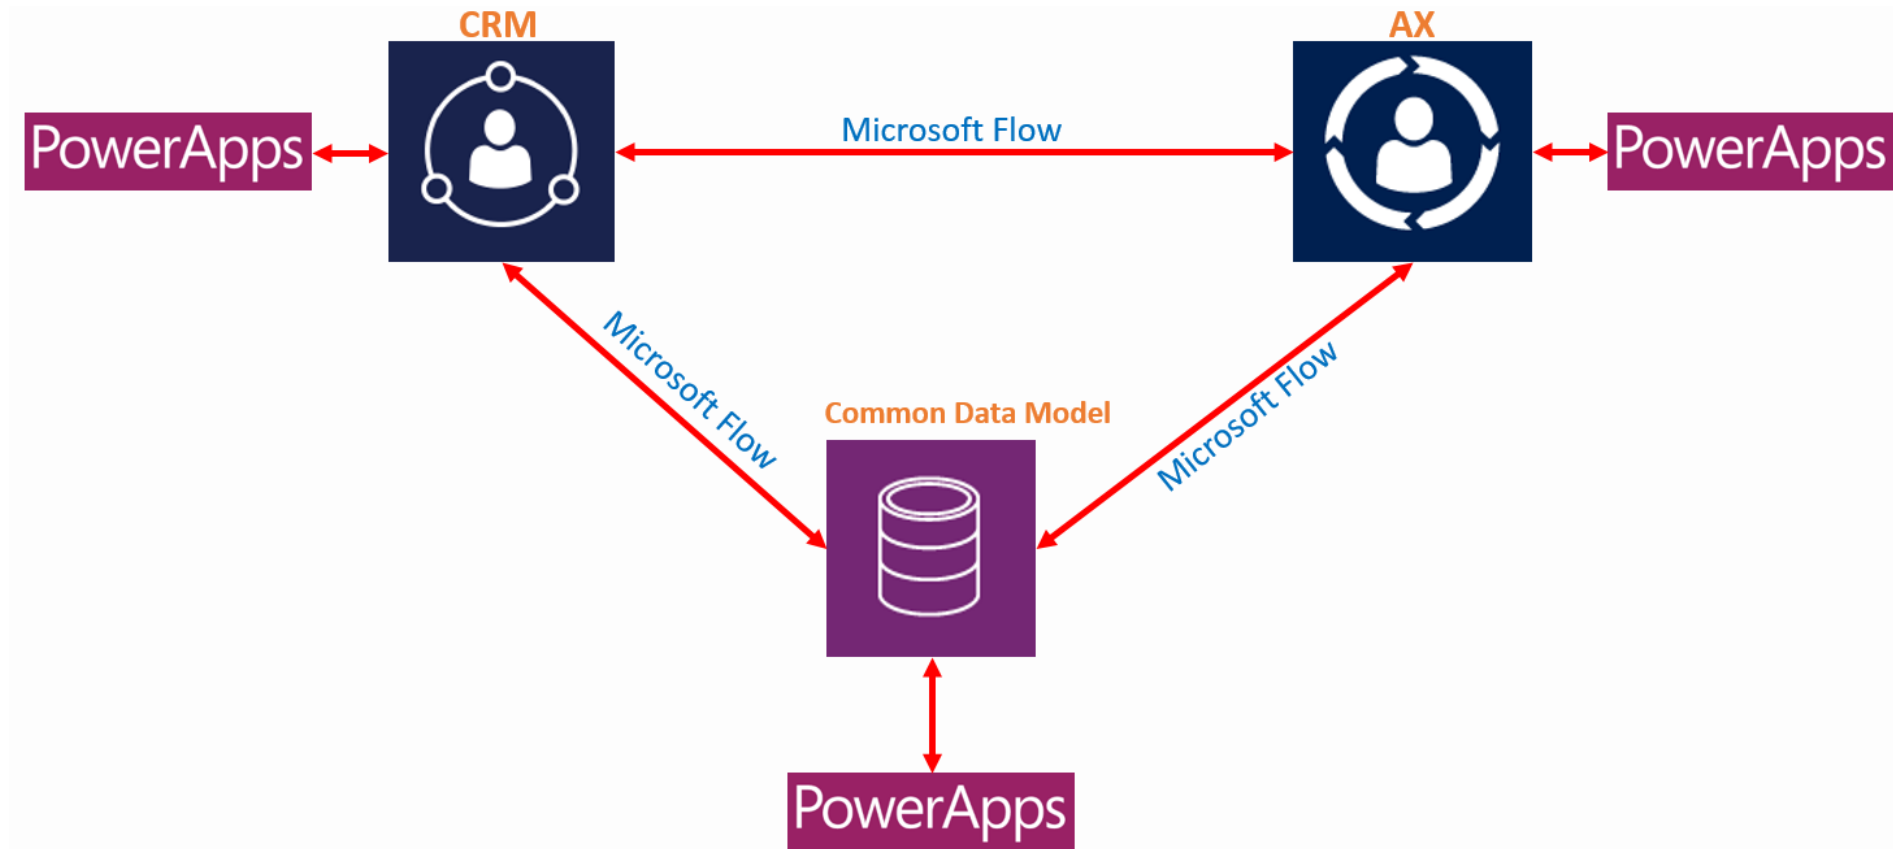 CRM
AX
PowerApps
Microsoft Flow
PowerApps
Microsoft Flow
Microsoft Flow
Common Data Model
PowerApps